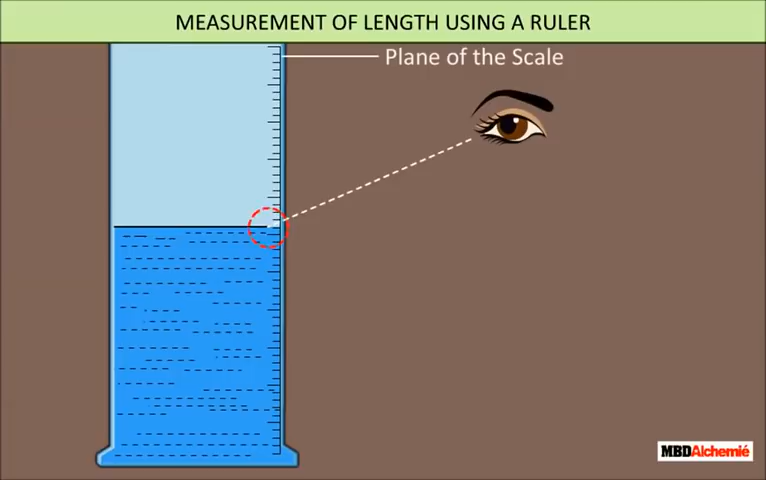 MEASUREMENT OF LENGTH USING A RULER
Plane of the Scale
MBDAlchemié